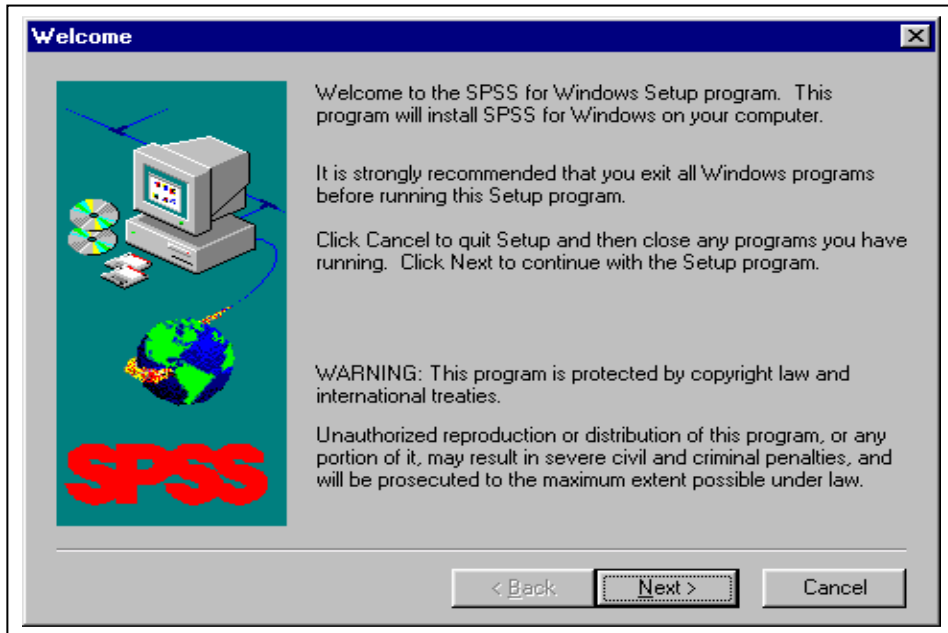 Welcome
Welcome to the SPSS for Windows Setup program.  This
program will install SPSS for Windows on your computer.
It is strongly recommended that you exit all Windows programs
before running this Setup program.
Click Cancel to quit Setup and then close any programs you have
running.  Click Next to continue with the Setup program.
WARNING: This program is protected by copyright law and
international treaties.
Unauthorized reproduction or distribution of this program, or any
portion of it, may result in severe civil and criminal penalties, and
will be prosecuted to the maximum extent possible under law.
SPSS
< Back
Next >
Cancel